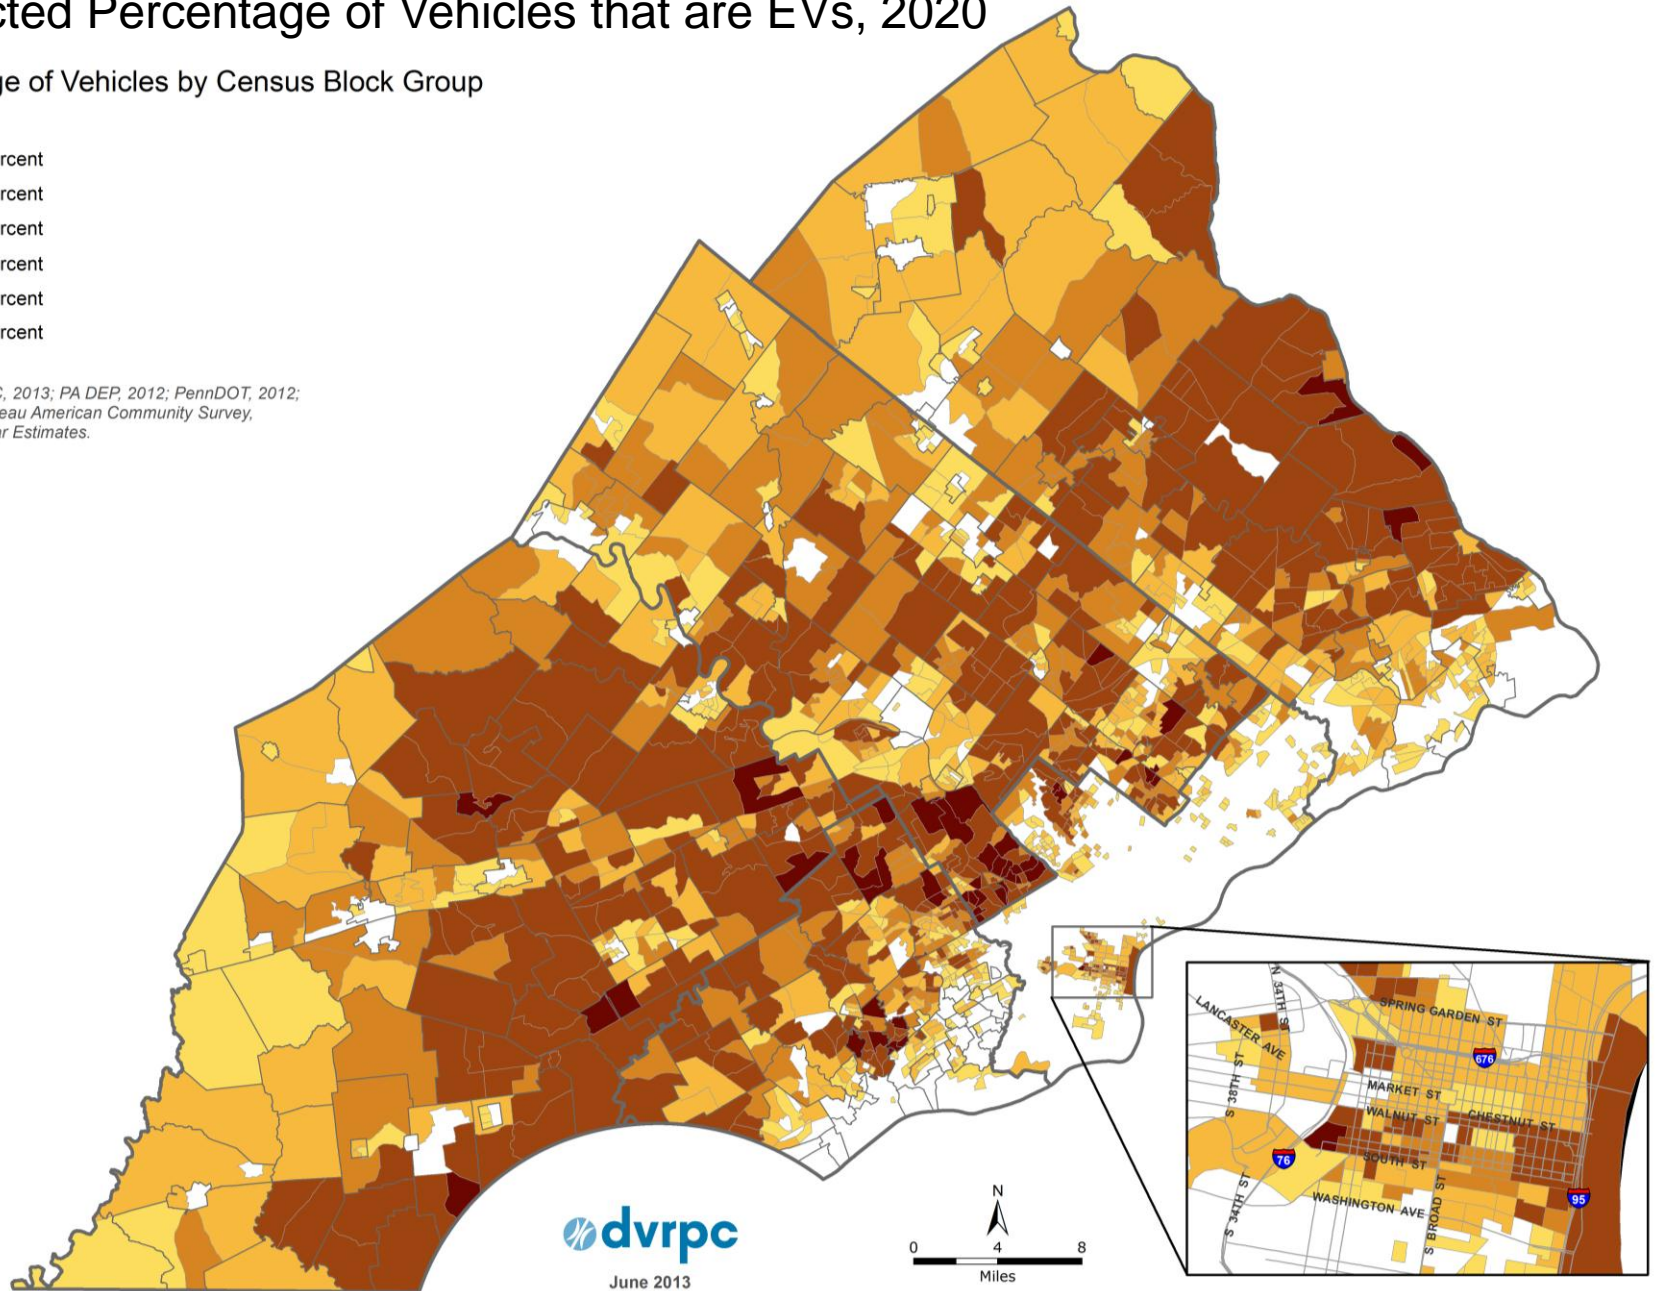 cted Percentage of Vehicles that are EVs, 2020
ge of Vehicles by Census Block Group
rcent
rcent
rcent
rcent
rcent
rcent
C, 2013; PA DEP, 2012; PennDOT, 2012;
eau American Community Survey,
r Estimates.
N 34TH ST
LANCASTER AVE
SPRING GARDEN ST
676
S 38TH ST
MARKET ST
WALNUT ST
CHESTNUT ST
76
SOUTH ST
95
S 34TH ST
WASHINGTON AVE
S BROAD ST
dvrpc
June 2013
N
0 4 8
Miles